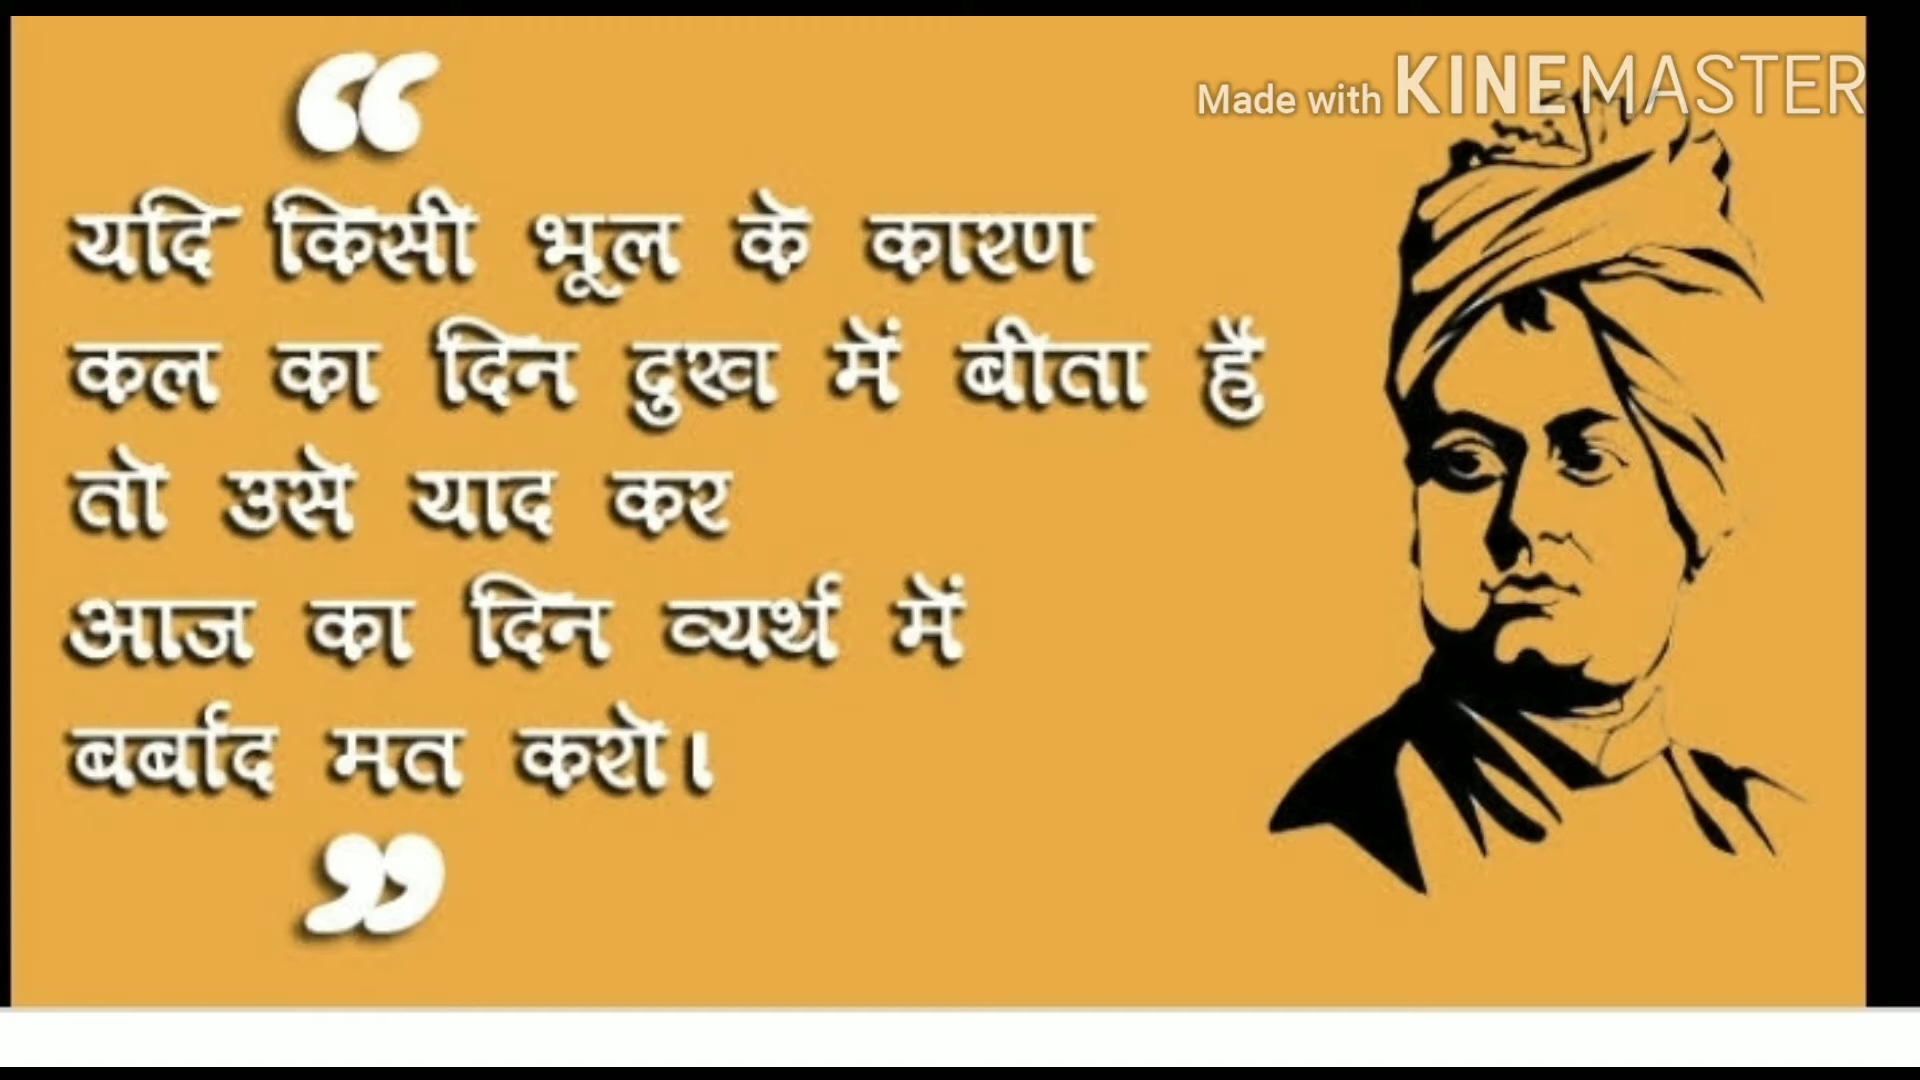 Made with KINEMASTER
“
यदि किसी भूल के कारण
कल का दिन दुख में बीता है
तो उसे याद कर
आज का दिन व्यर्थ में
बर्बाद मत करो।
”